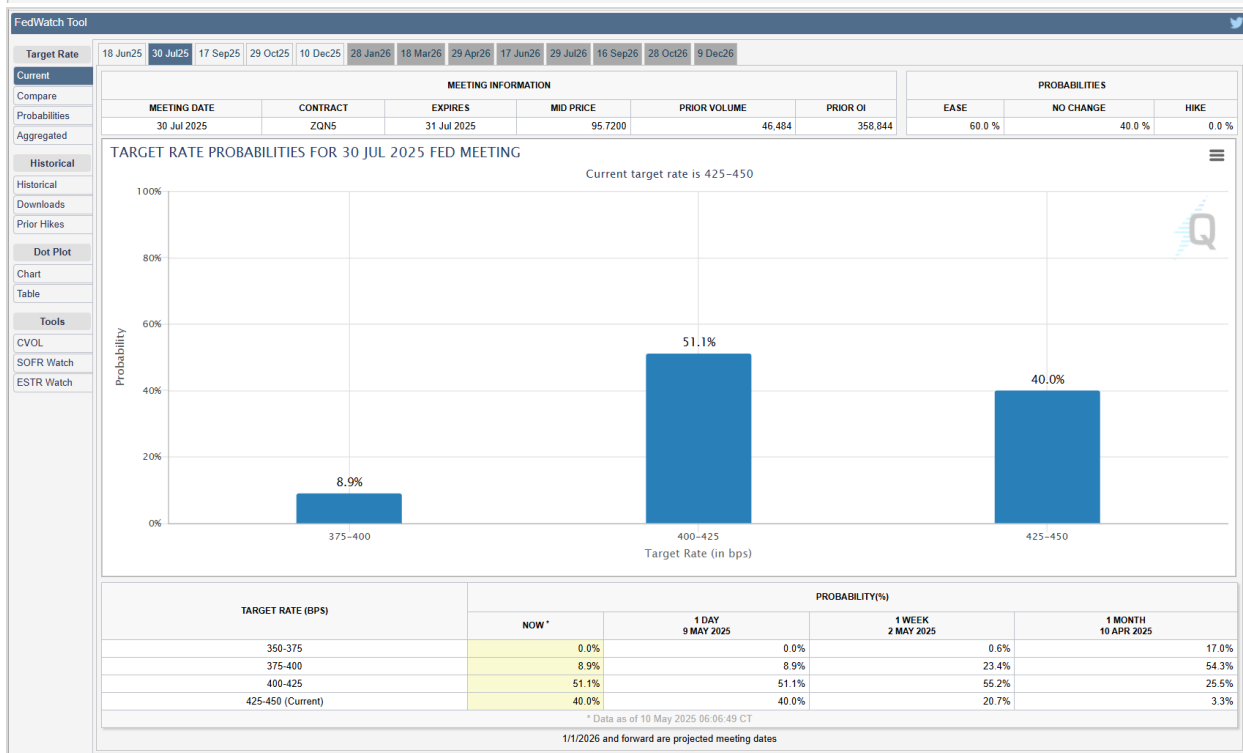 FedWatch Tool
Target Rate
Current
Compare
Probabilities
Aggregated
Historical
Historical
Downloads
Prior Hikes
Dot Plot
Chart
Table
Tools
CVOL
SOFR Watch
ESTR Watch
18 Jun25 30 Jul25 17 Sep25 29 Oct25 10 Dec25 28 Jan26 18 Mar26 29 Apr26 17 Jun26 29 Jul26 16 Sep26 28 Oct26 9 Dec26
MEETING INFORMATION
MEETING DATE CONTRACT EXPIRES MID PRICE PRIOR VOLUME PRIOR OI
30 Jul 2025 ZQN5 31 Jul 2025 95.7200 46,484 358,844
PROBABILITIES
EASE NO CHANGE HIKE
60.0 % 40.0 % 0.0 %
TARGET RATE PROBABILITIES FOR 30 JUL 2025 FED MEETING
Current target rate is 425-450
Q
Probability
100%
80%
60%
40%
20%
0%
8.9%
51.1%
40.0%
375-400 400-425 425-450
Target Rate (in bps)
TARGET RATE (BPS) PROBABILITY(%)
NOW * 1 DAY 1 WEEK 1 MONTH
9 MAY 2025 2 MAY 2025 10 APR 2025
350-375 0.0% 0.0% 0.6% 17.0%
375-400 8.9% 8.9% 23.4% 54.3%
400-425 51.1% 51.1% 55.2% 25.5%
425-450 (Current) 40.0% 40.0% 20.7% 3.3%
* Data as of 10 May 2025 06:06:49 CT
1/1/2026 and forward are projected meeting dates